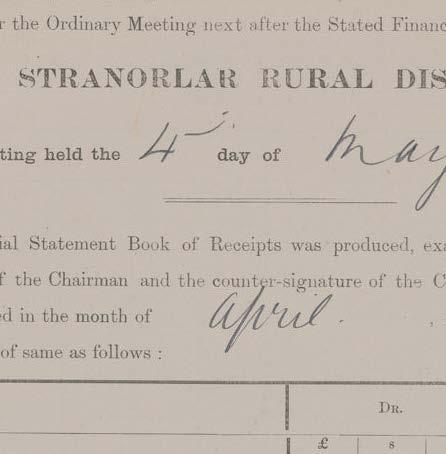 r the Ordinary Meeting next after the Stated Financ
STRANORLAR RURAL DIS
ting held the 4 day of May
ial Statement Book of Receipts was produced, exa
f the Chairman and the counter-signature of the C
ed in the month of April.
of same as follows :
DR.
£ s